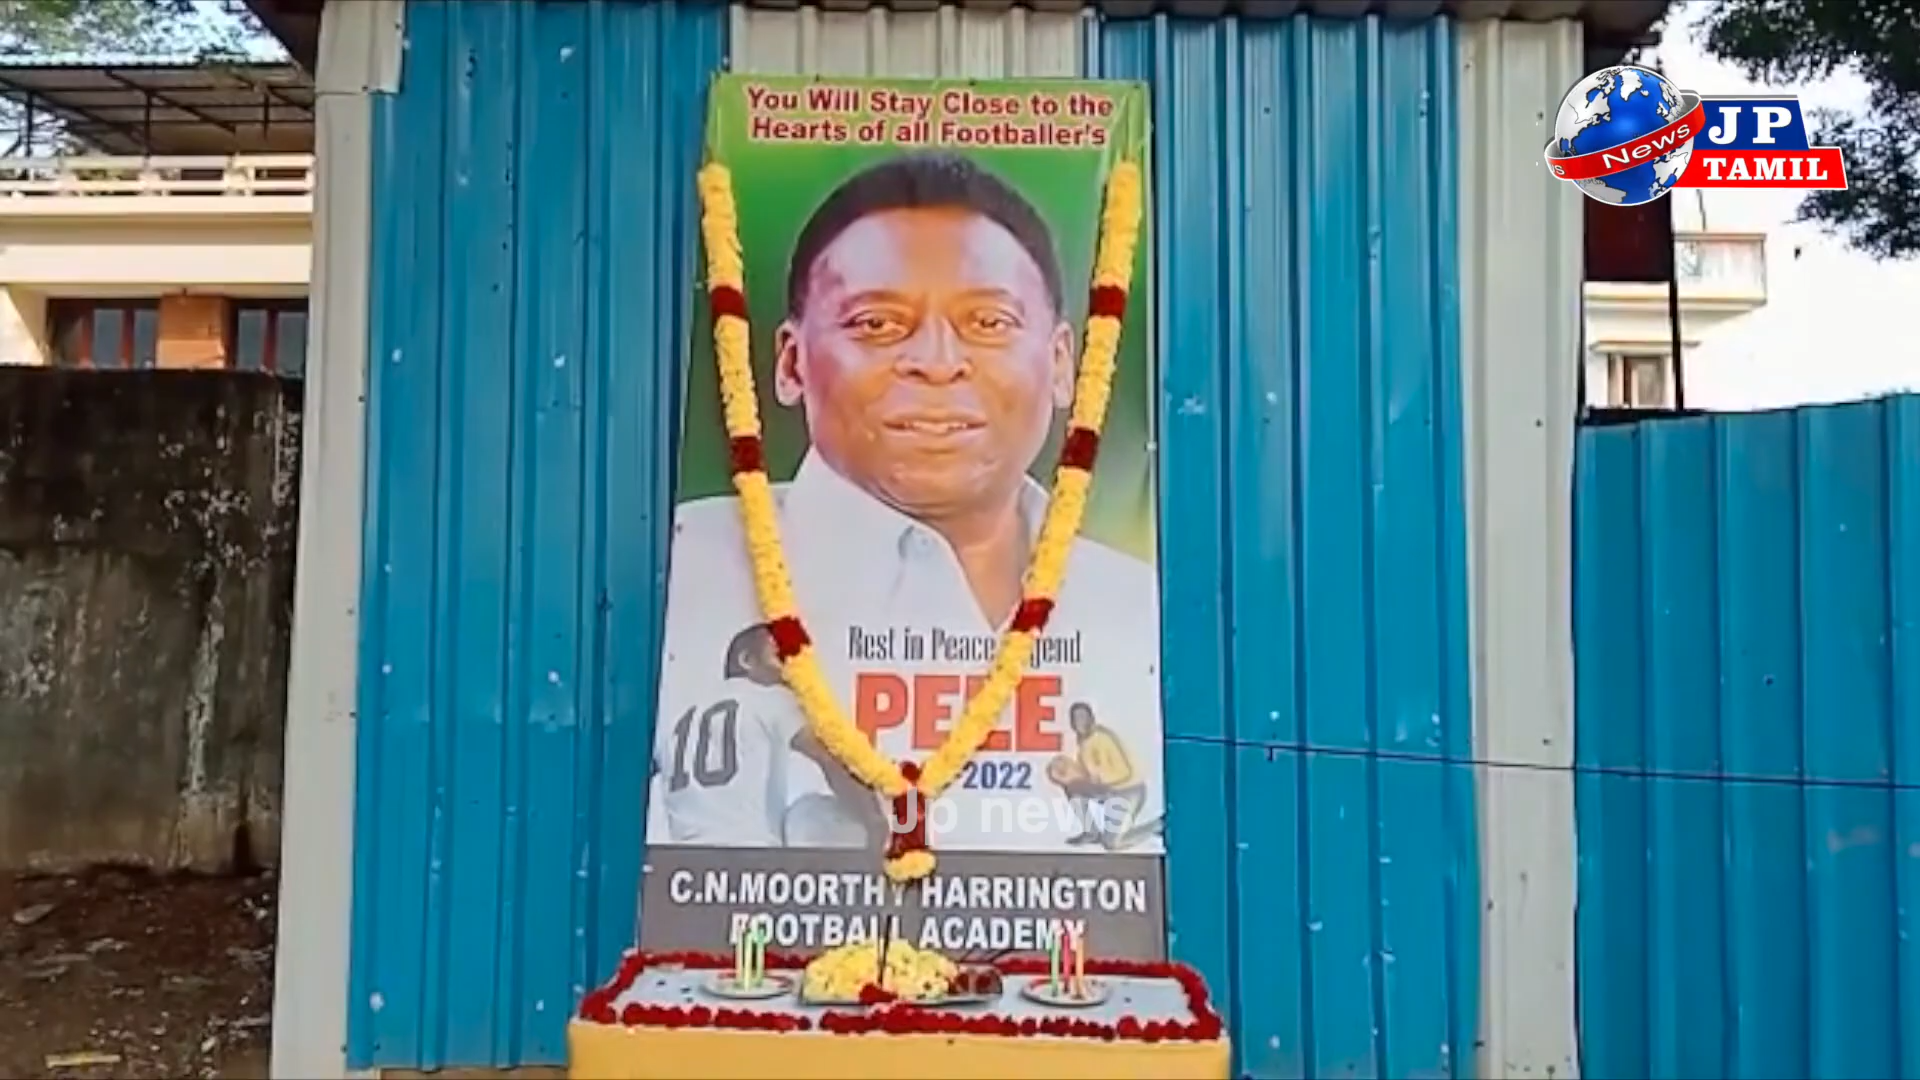 You Will Stay Close to the
Hearts of all Footballer's
News
JP
TAMIL
Rest in Peace
PELE
2022
Jp news
10
C.N.MOORTHY HARRINGTON
FOOTBALL ACADEMY